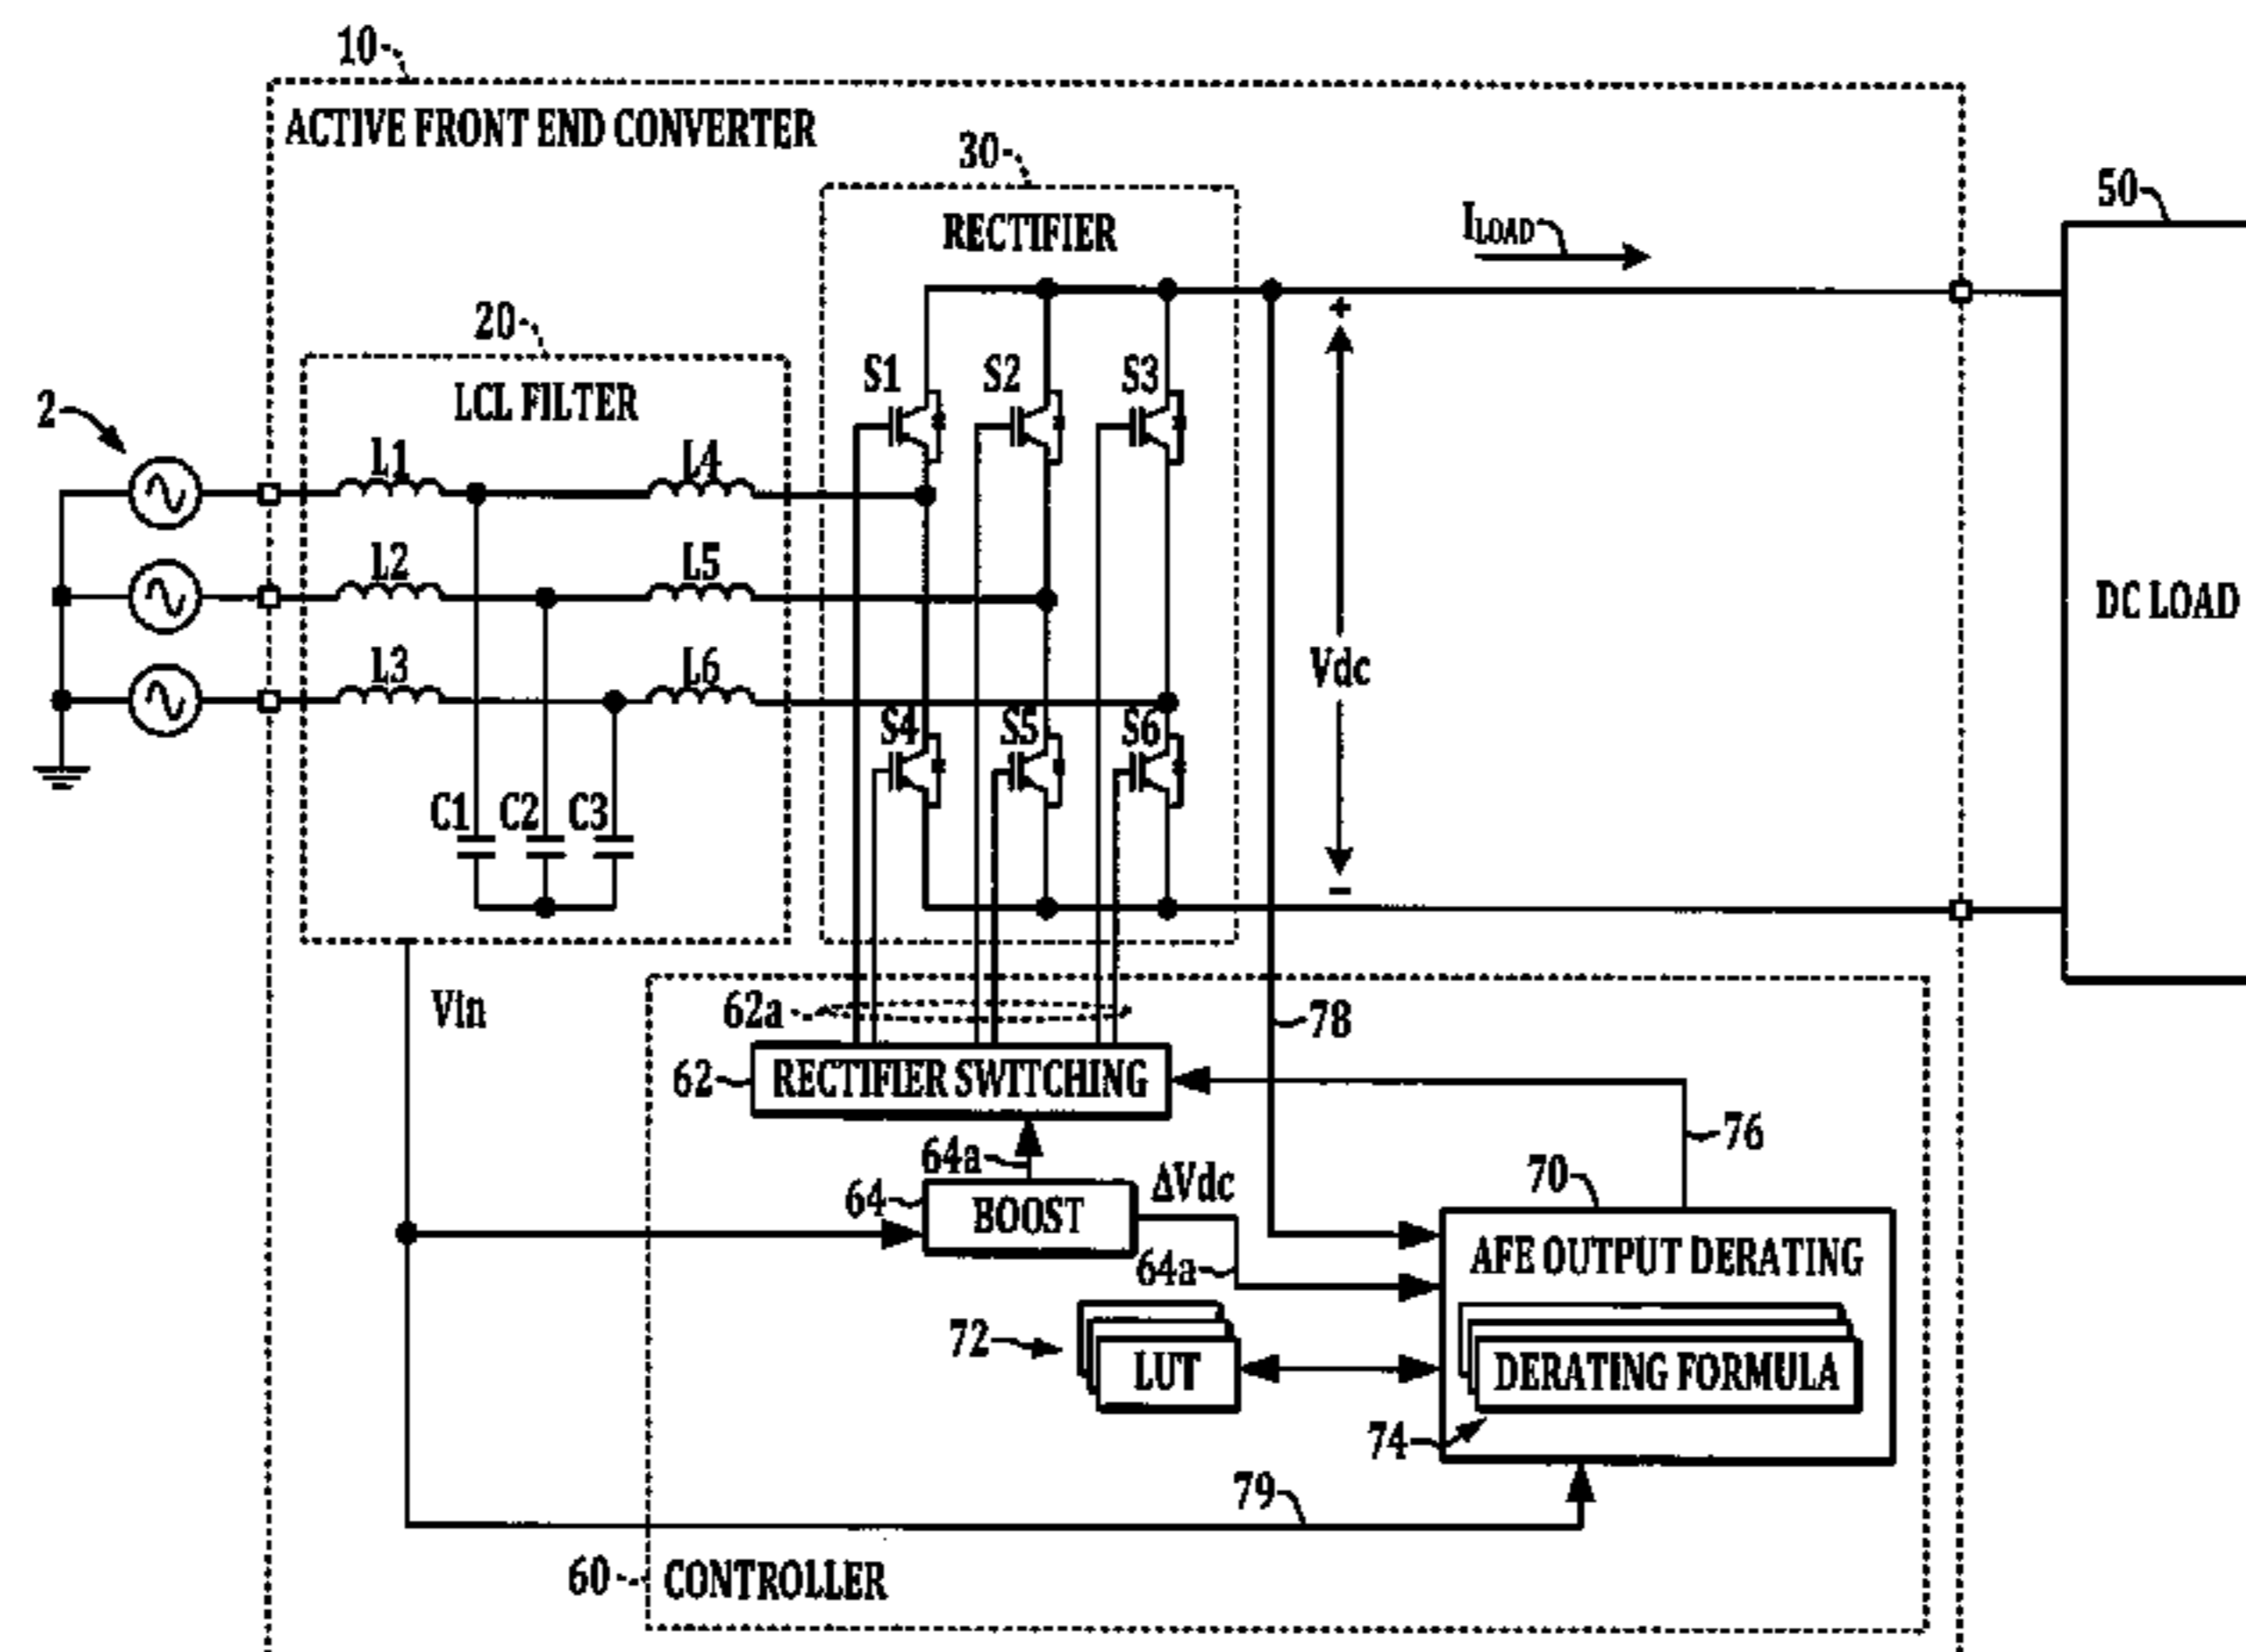 10
ACTIVE FRONT END CONVERTER
30
RECTIFIER
I_LOAD
50
20
LCL FILTER
2
S1 S2 S3
L1 L4
L2 L5
DC LOAD
L3 L6
Vdc
+
-
S4 S5 S6
C1 C2 C3
Vin
62a
78
62
RECTIFIER SWITCHING
76
64a
64
BOOST
ΔVdc
70
AFE OUTPUT DERATING
64a
72
LUT
DERATING FORMULA
74
79
60
CONTROLLER